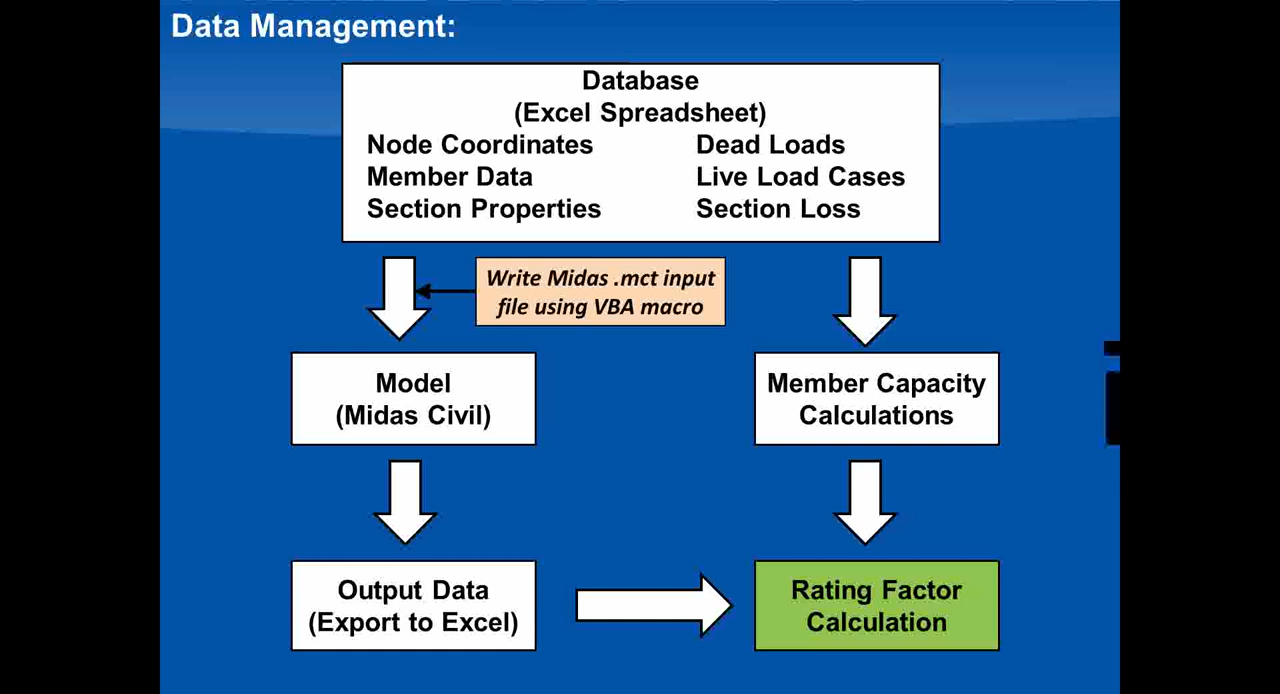 Data Management:
Database
(Excel Spreadsheet)
Node Coordinates
Dead Loads
Member Data
Live Load Cases
Section Properties
Section Loss
Write Midas .mct input
file using VBA macro
Model
(Midas Civil)
Member Capacity
Calculations
Output Data
(Export to Excel)
Rating Factor
Calculation